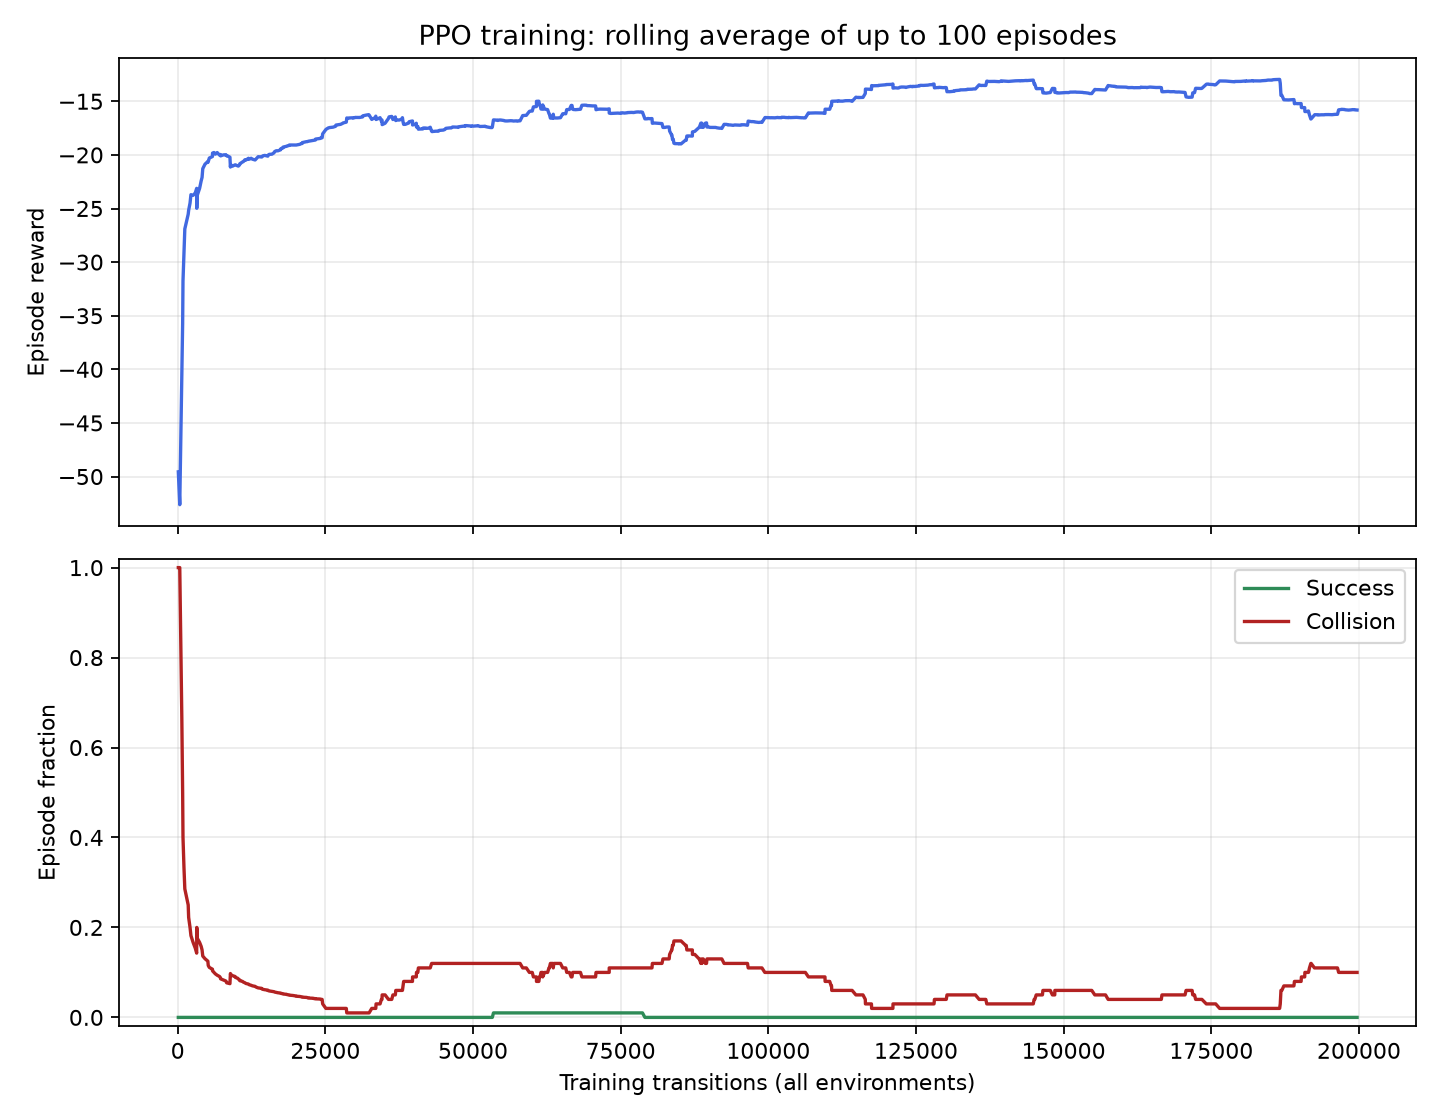 PPO training: rolling average of up to 100 episodes
Episode reward
−15
−20
−25
−30
−35
−40
−45
−50
Episode fraction
1.0
0.8
0.6
0.4
0.2
0.0
Success
Collision
0 25000 50000 75000 100000 125000 150000 175000 200000
Training transitions (all environments)